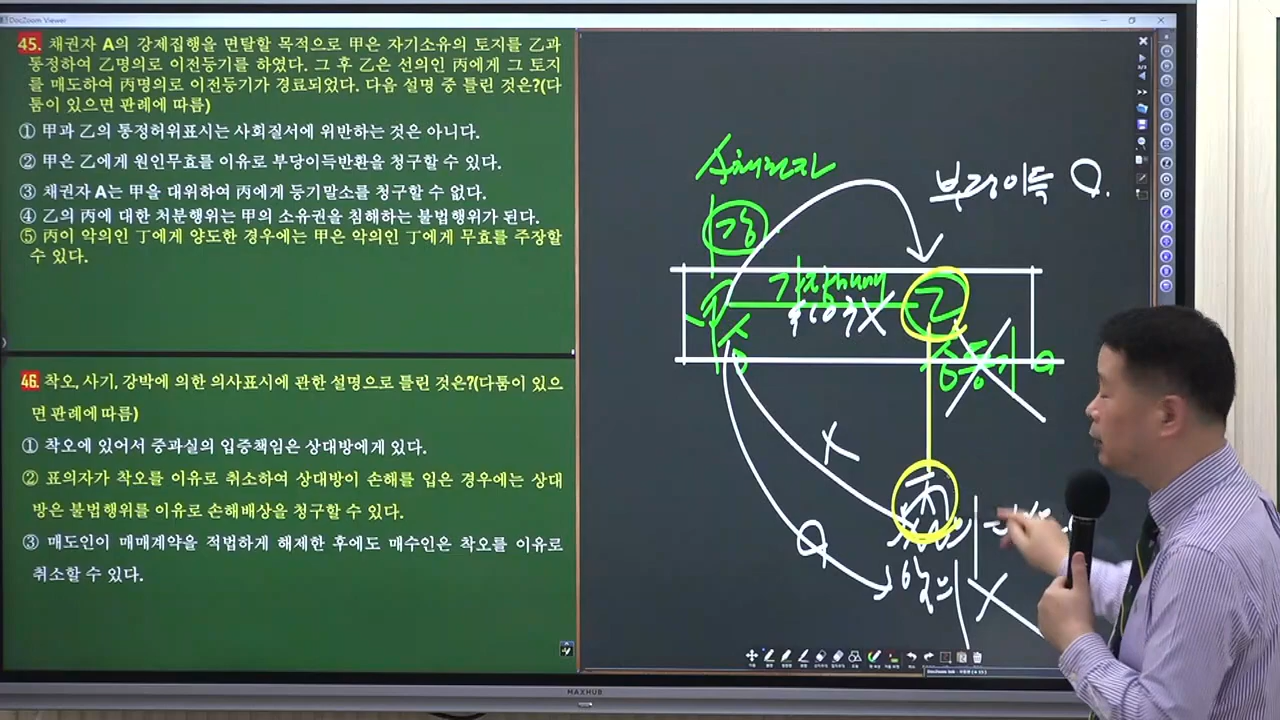 DocZoom Viewer
45. 채권자 A의 강제집행을 면탈할 목적으로 甲은 자기소유의 토지를 乙과
통정하여 乙명의로 이전등기를 하였다. 그 후 乙은 선의인 丙에게 그 토지
를 매도하여 丙명의로 이전등기가 경료되었다. 다음 설명 중 틀린 것은?(다
툼이 있으면 판례에 따름)
① 甲과 乙의 통정허위표시는 사회질서에 위반하는 것은 아니다.
② 甲은 乙에게 원인무효를 이유로 부당이득반환을 청구할 수 있다.
③ 채권자 A는 甲을 대위하여 丙에게 등기말소를 청구할 수 없다.
④ 乙의 丙에 대한 처분행위는 甲의 소유권을 침해하는 불법행위가 된다.
⑤ 丙이 악의인 丁에게 양도한 경우에는 甲은 악의인 丁에게 무효를 주장할
수 있다.
46. 착오, 사기, 강박에 의한 의사표시에 관한 설명으로 틀린 것은?(다툼이 있으
면 판례에 따름)
① 착오에 있어서 중과실의 입증책임은 상대방에게 있다.
② 표의자가 착오를 이유로 취소하여 상대방이 손해를 입은 경우에는 상대
방은 불법행위를 이유로 손해배상을 청구할 수 있다.
③ 매도인이 매매계약을 적법하게 해제한 후에도 매수인은 착오를 이유로
취소할 수 있다.
부당이득 O.
가장매매
乙
X
丙
악의 X
MAXHUB